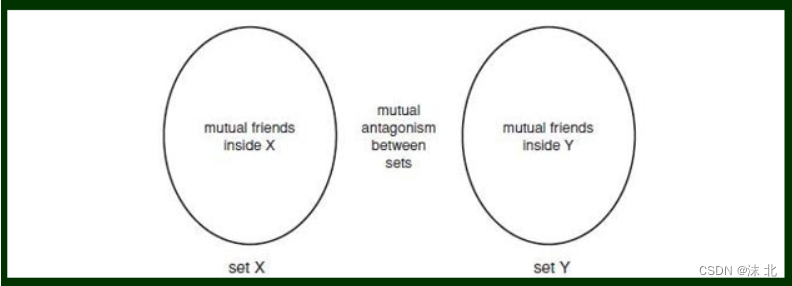 mutual friends
inside X
mutual
antagonism
between
sets
mutual friends
inside Y
set X
set Y
CSDN @沫 北